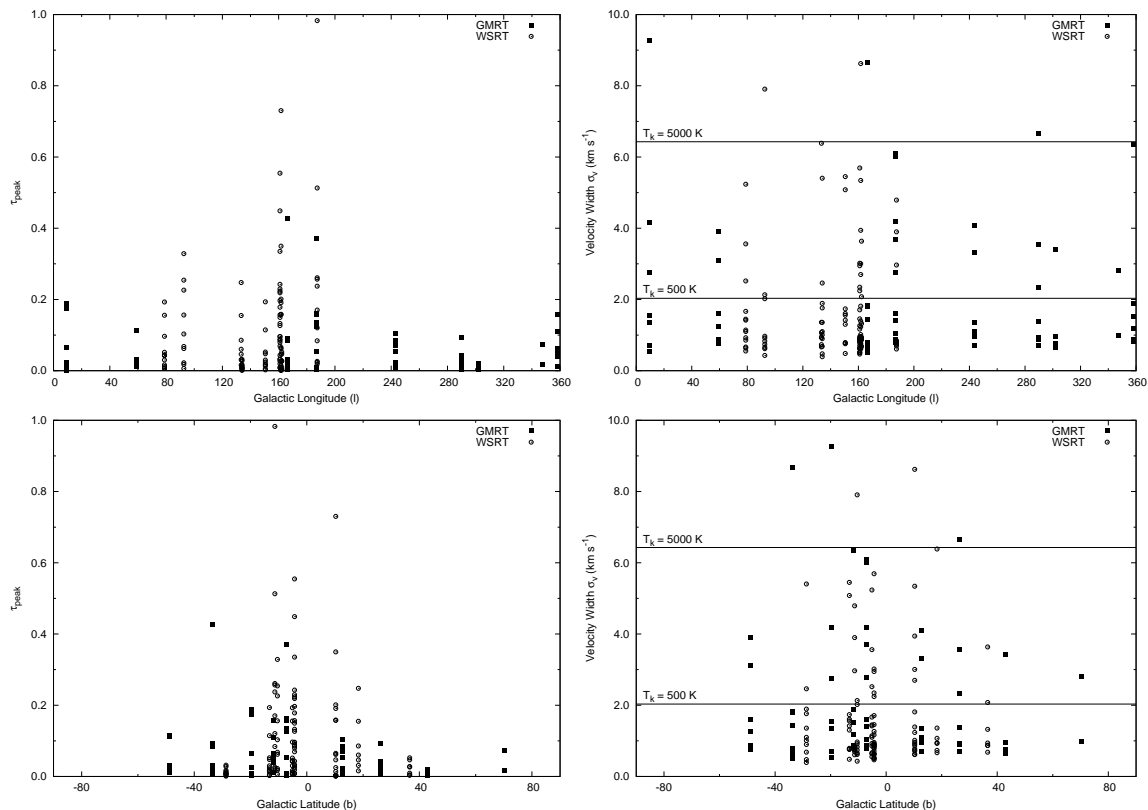 GMRT
WSRT
1.0
0.8
0.6
0.4
0.2
0.0
τpeak
0 40 80 120 160 200 240 280 320 360
Galactic Longitude (l)
GMRT
WSRT
10.0
8.0
6.0
4.0
2.0
0.0
Velocity Width σv (km s-1)
Tk = 5000 K
Tk = 500 K
0 40 80 120 160 200 240 280 320 360
Galactic Longitude (l)
GMRT
WSRT
1.0
0.8
0.6
0.4
0.2
0.0
τpeak
-80 -40 0 40 80
Galactic Latitude (b)
GMRT
WSRT
10.0
8.0
6.0
4.0
2.0
0.0
Velocity Width σv (km s-1)
Tk = 5000 K
Tk = 500 K
-80 -40 0 40 80
Galactic Latitude (b)